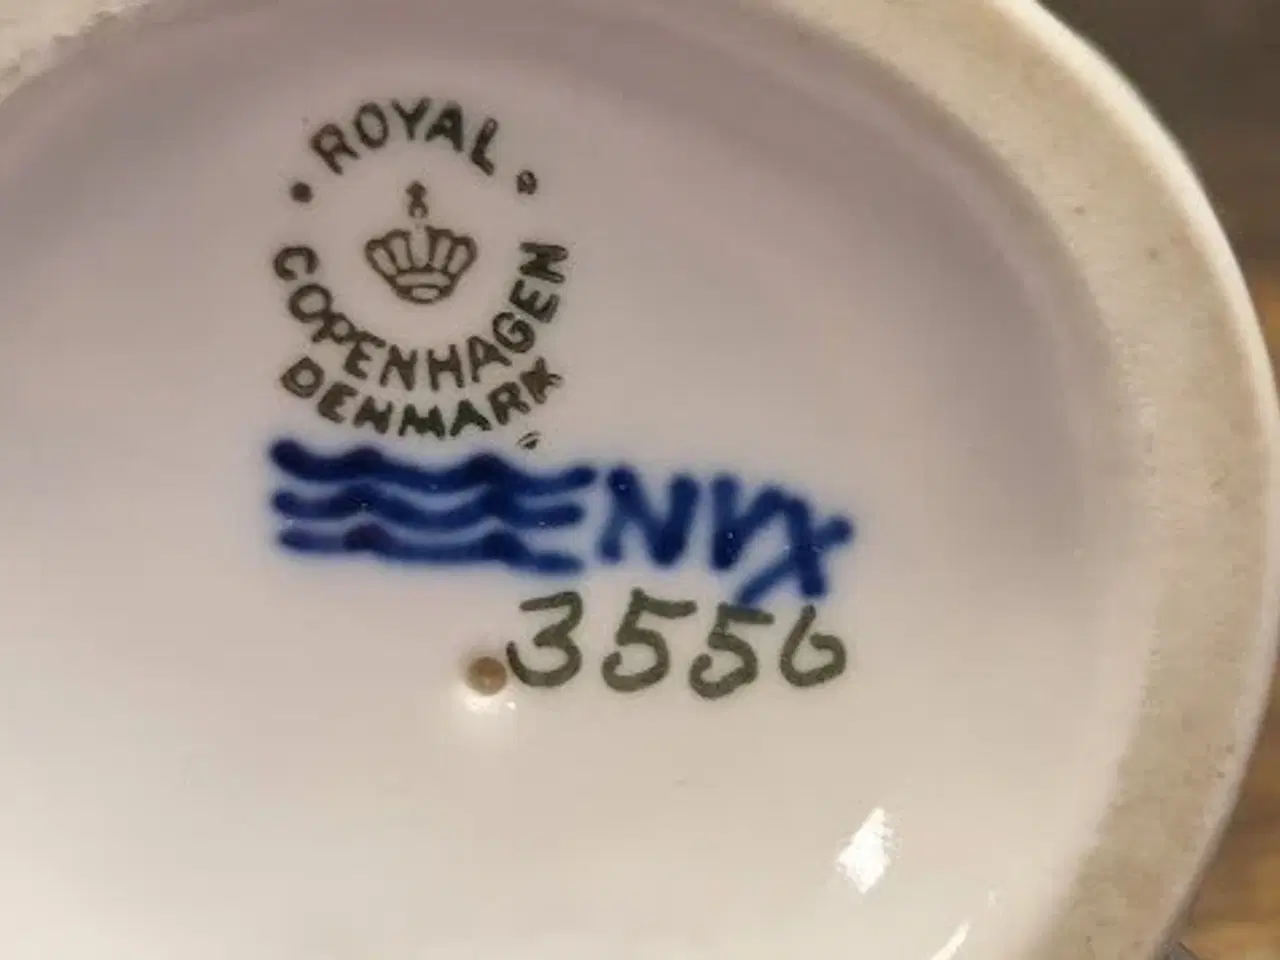 ROYAL
COPENHAGEN
DENMARK
NVX
3556